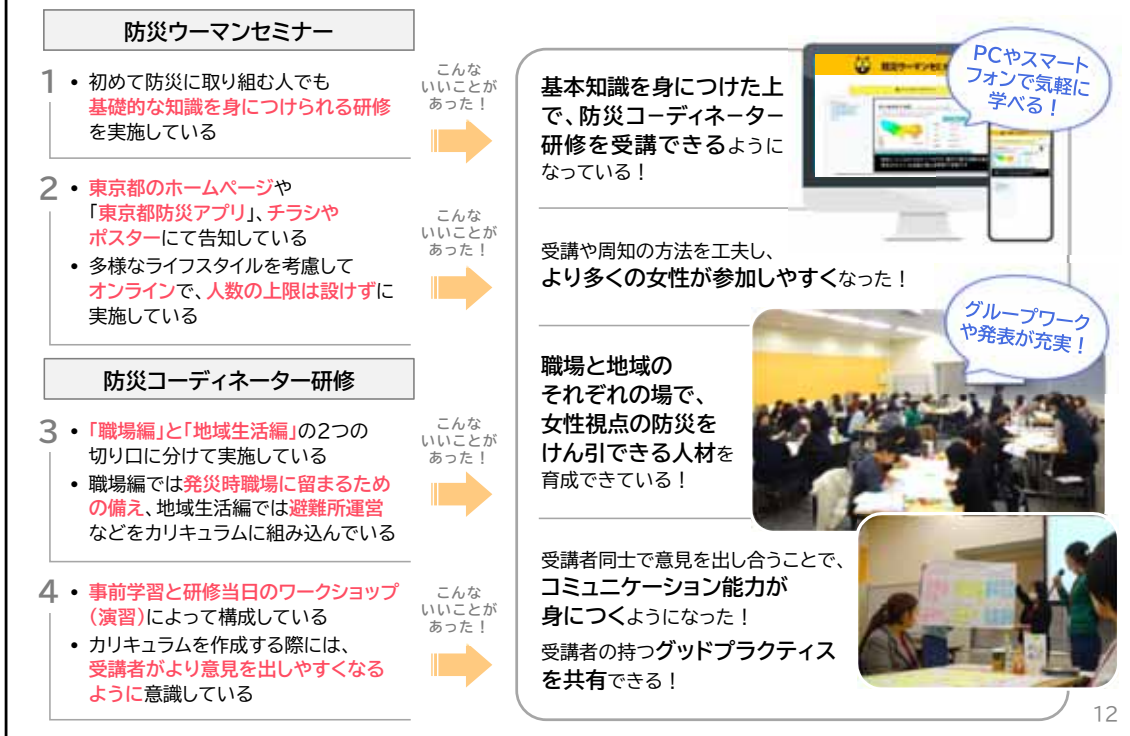 防災ウーマンセミナー
1
• 初めて防災に取り組む人でも
基礎的な知識を身につけられる研修
を実施している
こんな
いいことが
あった！
基本知識を身につけた上
で、防災コーディネーター
研修を受講できるように
なっている！
PCやスマート
フォンで気軽に
学べる！
2
• 東京都のホームページや
「東京都防災アプリ」、チラシや
ポスターにて告知している
• 多様なライフスタイルを考慮して
オンラインで、人数の上限は設けずに
実施している
こんな
いいことが
あった！
受講や周知の方法を工夫し、
より多くの女性が参加しやすくなった！
防災コーディネーター研修
3
• 「職場編」と「地域生活編」の2つの
切り口に分けて実施している
• 職場編では発災時職場に留まるため
の備え、地域生活編では避難所運営
などをカリキュラムに組み込んでいる
こんな
いいことが
あった！
職場と地域の
それぞれの場で、
女性視点の防災を
けん引できる人材を
育成できている！
グループワーク
や発表が充実！
4
• 事前学習と研修当日のワークショップ
（演習）によって構成している
• カリキュラムを作成する際には、
受講者がより意見を出しやすくなる
ように意識している
こんな
いいことが
あった！
受講者同士で意見を出し合うことで、
コミュニケーション能力が
身につくようになった！
受講者の持つグッドプラクティス
を共有できる！
12